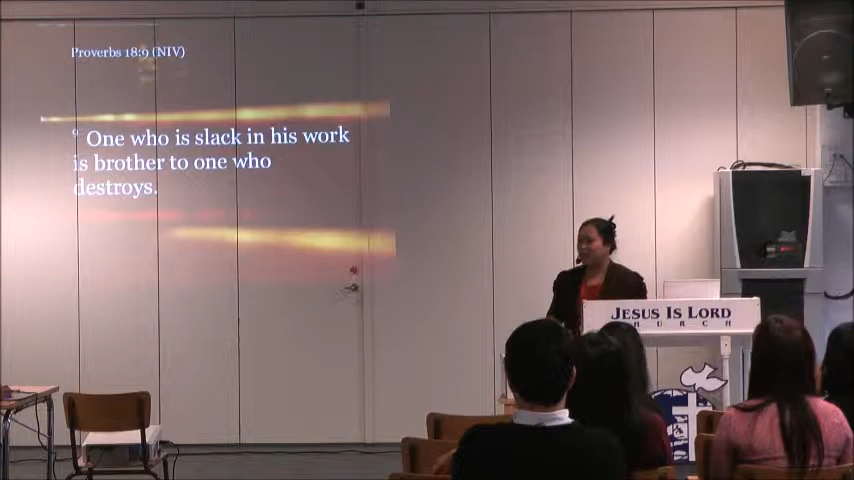 Proverbs 18:9 (NIV)
⁹ One who is slack in his work
is brother to one who
destroys.
JESUS IS LORD
CHURCH